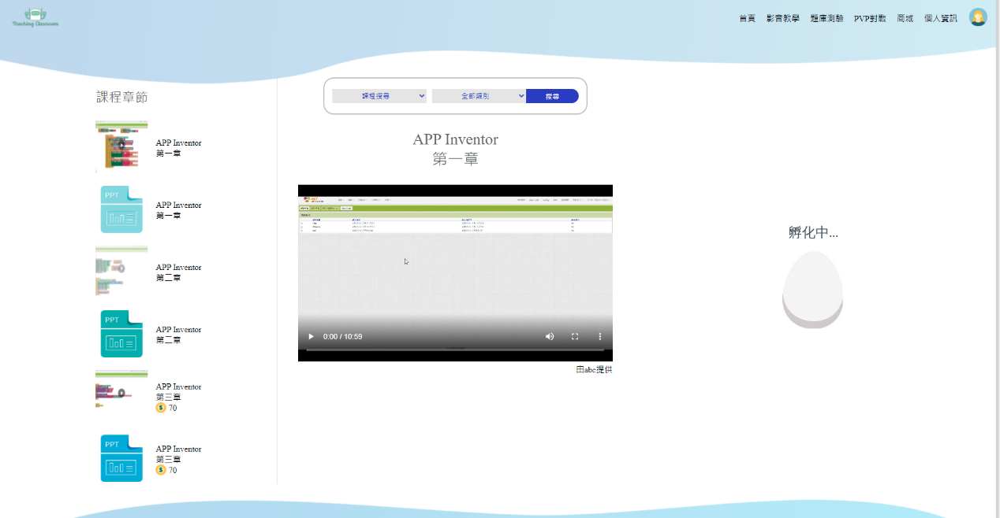 Teaching Classroom
首頁 影音教學 題庫測驗 PVP對戰 商城 個人資訊
課程章節
APP Inventor
第一章
PPT
APP Inventor
第一章
APP Inventor
第二章
PPT
APP Inventor
第二章
APP Inventor
第三章
70
PPT
APP Inventor
第三章
70
課程搜尋 全部類別 搜尋
APP Inventor
第一章
0:00 / 10:59
由abc提供
孵化中...